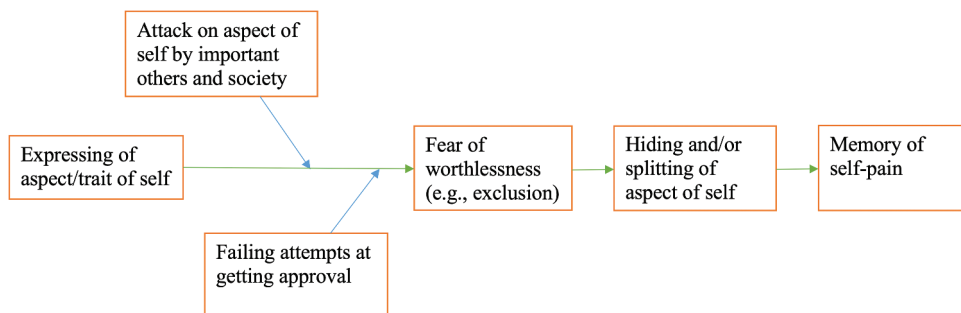 Attack on aspect of
self by important
others and society
Expressing of
aspect/trait of self
Fear of
worthlessness
(e.g., exclusion)
Hiding and/or
splitting of
aspect of self
Memory of
self-pain
Failing attempts at
getting approval